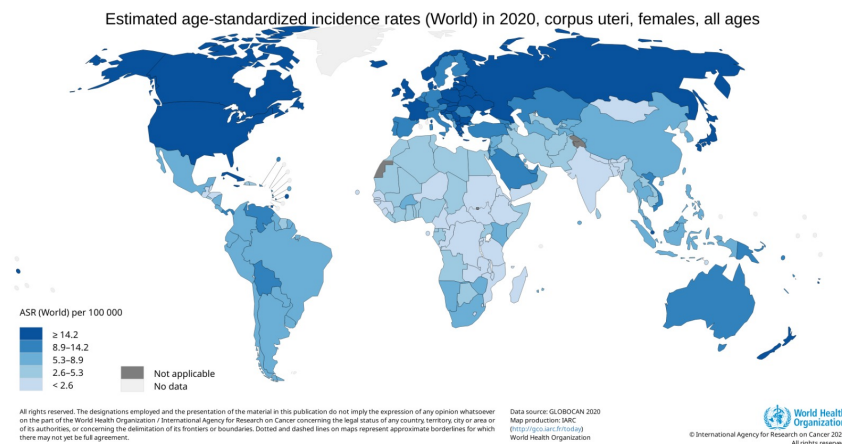 Estimated age-standardized incidence rates (World) in 2020, corpus uteri, females, all ages
ASR (World) per 100 000
≥ 14.2
8.9–14.2
5.3–8.9
2.6–5.3
< 2.6
Not applicable
No data
All rights reserved. The designations employed and the presentation of the material in this publication do not imply the expression of any opinion whatsoever
on the part of the World Health Organization / International Agency for Research on Cancer concerning the legal status of any country, territory, city or area or
of its authorities, or concerning the delimitation of its frontiers or boundaries. Dotted and dashed lines on maps represent approximate borderlines for which
there may not yet be full agreement.
Data source: GLOBOCAN 2020
Map production: IARC
(http://gco.iarc.fr/today)
World Health Organization
World Health
Organization
© International Agency for Research on Cancer 202
All rights reserve